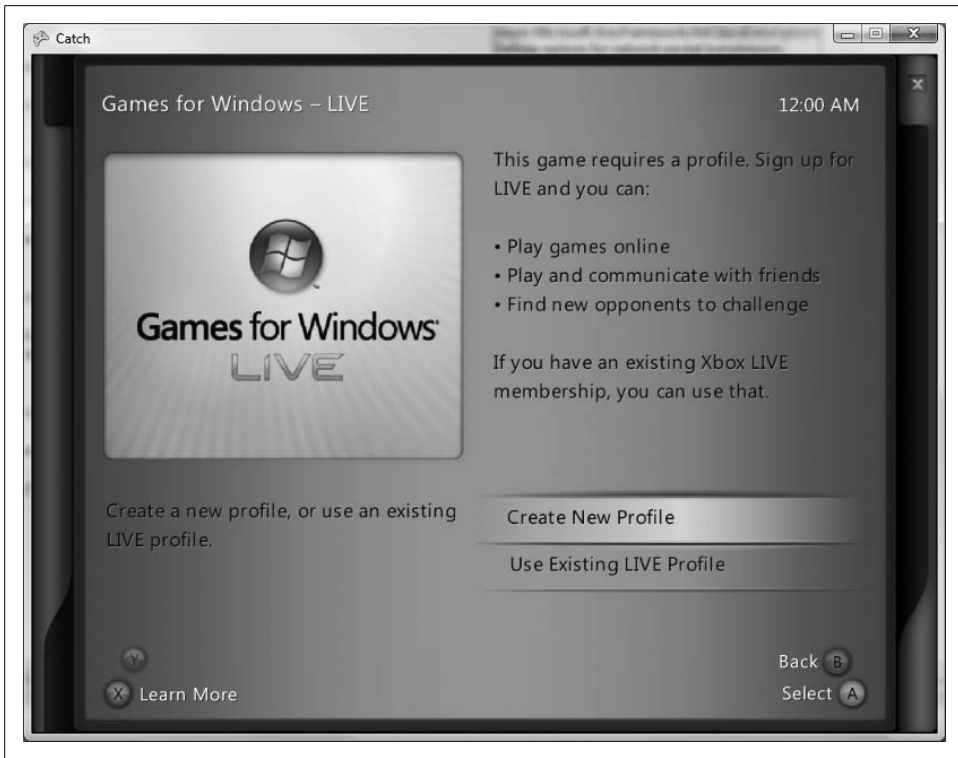 Catch
Games for Windows – LIVE
12:00 AM
Games for Windows
LIVE
This game requires a profile. Sign up for
LIVE and you can:
• Play games online
• Play and communicate with friends
• Find new opponents to challenge
If you have an existing Xbox LIVE
membership, you can use that.
Create a new profile, or use an existing
LIVE profile.
Create New Profile
Use Existing LIVE Profile
Y
X Learn More
Back B
Select A